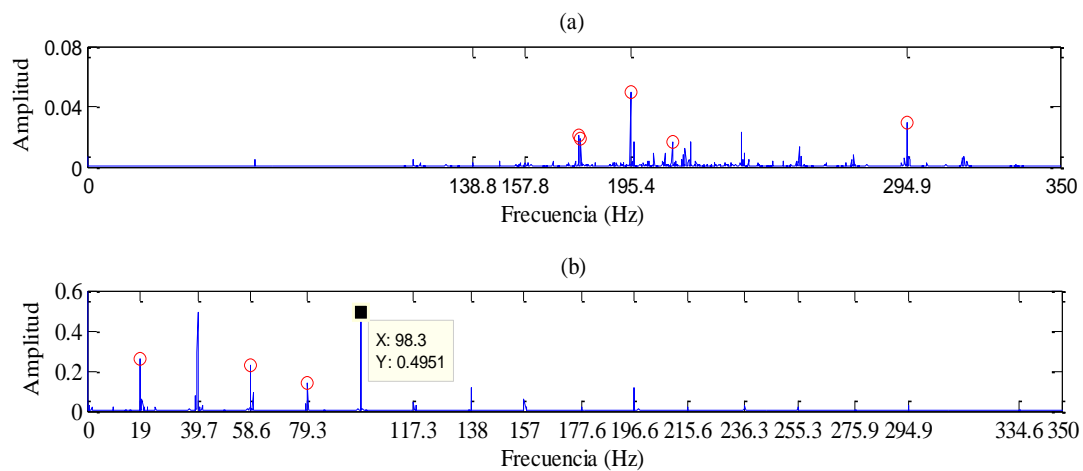 (a)
Amplitud
0.08
0.04
0
0 138.8 157.8 195.4 294.9 350
Frecuencia (Hz)
(b)
Amplitud
0.6
0.4
0.2
0
X: 98.3
Y: 0.4951
0 19 39.7 58.6 79.3 117.3 138 157 177.6 196.6 215.6 236.3 255.3 275.9 294.9 334.6 350
Frecuencia (Hz)